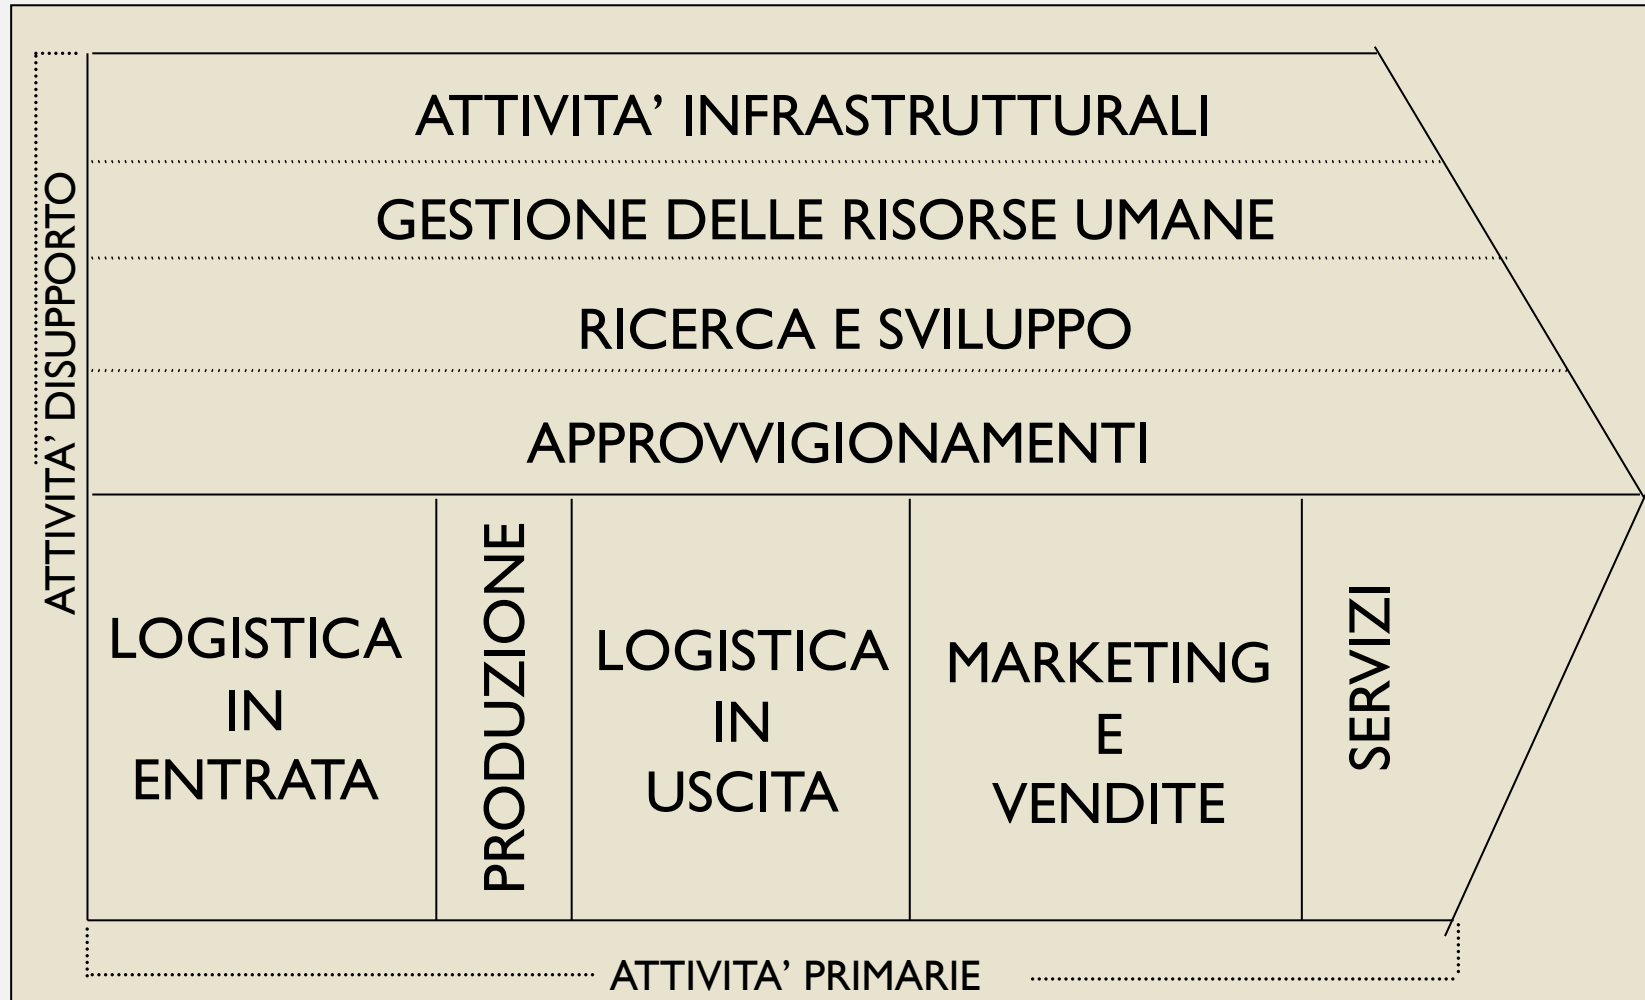 ATTIVITA’ INFRASTRUTTURALI
GESTIONE DELLE RISORSE UMANE
RICERCA E SVILUPPO
APPROVVIGIONAMENTI
ATTIVITA’ DISUPPORTO
LOGISTICA
IN
ENTRATA
PRODUZIONE
LOGISTICA
IN
USCITA
MARKETING
E
VENDITE
SERVIZI
ATTIVITA’ PRIMARIE